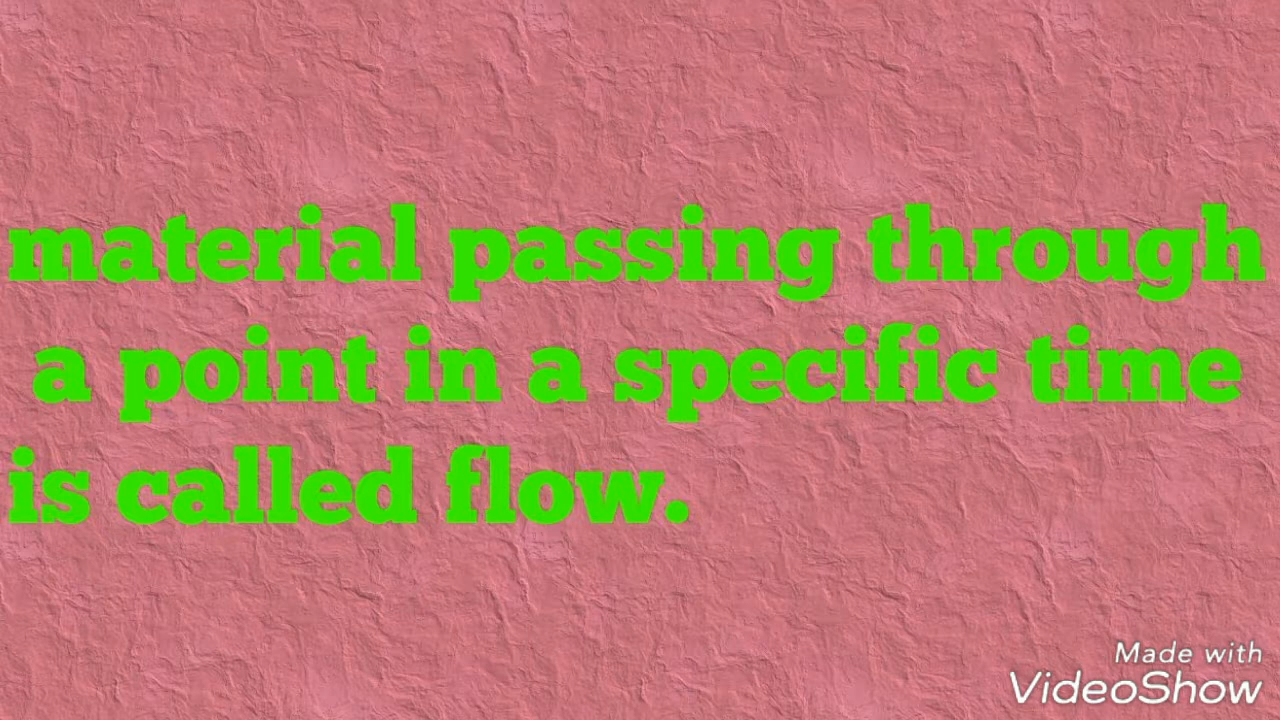 material passing through
a point in a specific time
is called flow.
Made with
VideoShow